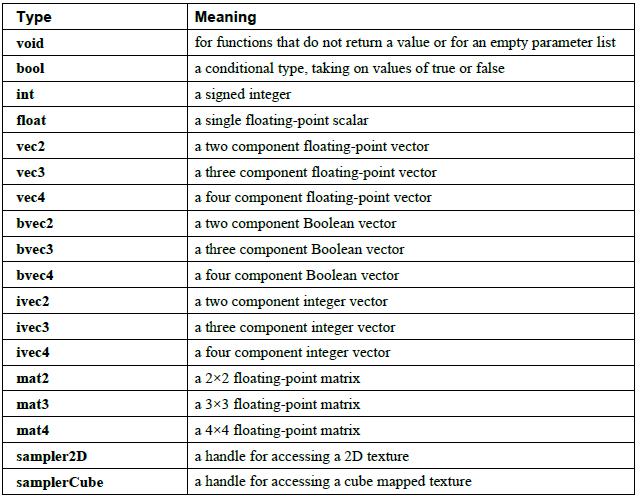 Type Meaning
void for functions that do not return a value or for an empty parameter list
bool a conditional type, taking on values of true or false
int a signed integer
float a single floating-point scalar
vec2 a two component floating-point vector
vec3 a three component floating-point vector
vec4 a four component floating-point vector
bvec2 a two component Boolean vector
bvec3 a three component Boolean vector
bvec4 a four component Boolean vector
ivec2 a two component integer vector
ivec3 a three component integer vector
ivec4 a four component integer vector
mat2 a 2×2 floating-point matrix
mat3 a 3×3 floating-point matrix
mat4 a 4×4 floating-point matrix
sampler2D a handle for accessing a 2D texture
samplerCube a handle for accessing a cube mapped texture